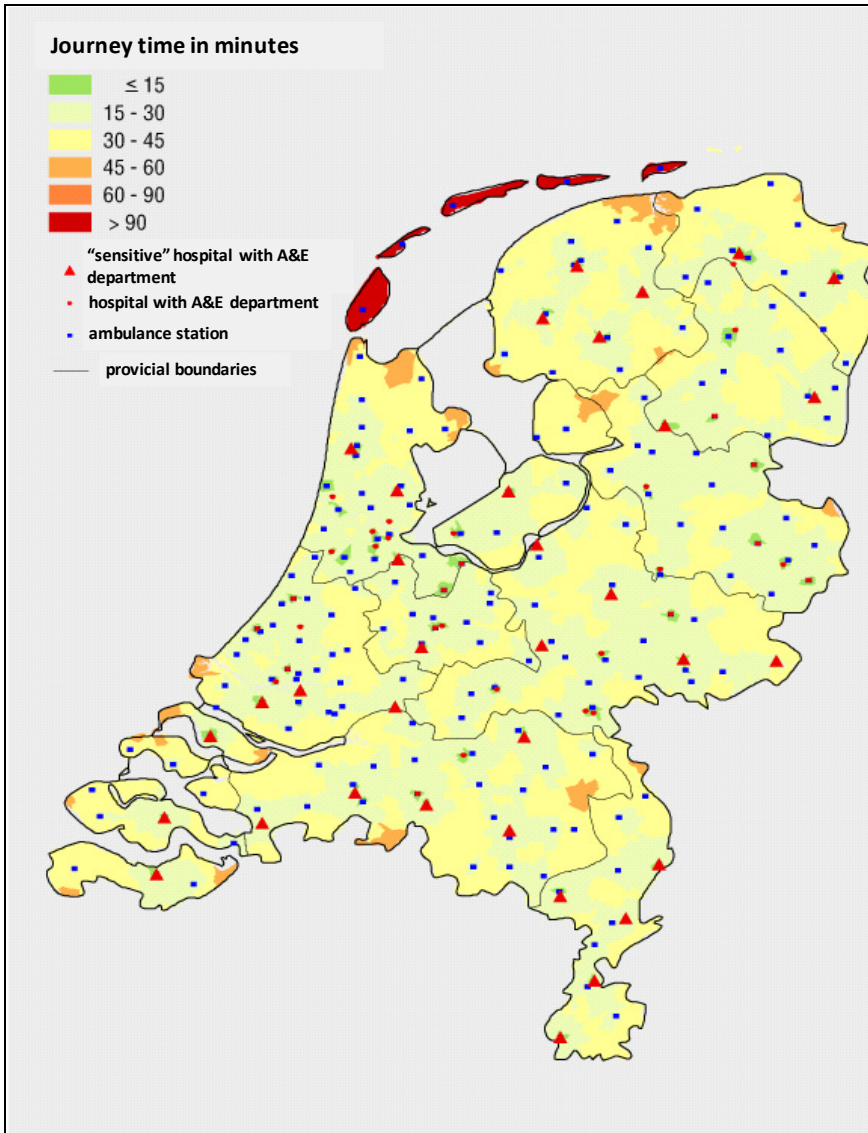 Journey time in minutes
≤ 15
15 - 30
30 - 45
45 - 60
60 - 90
> 90
“sensitive” hospital with A&E
department
hospital with A&E department
ambulance station
provicial boundaries